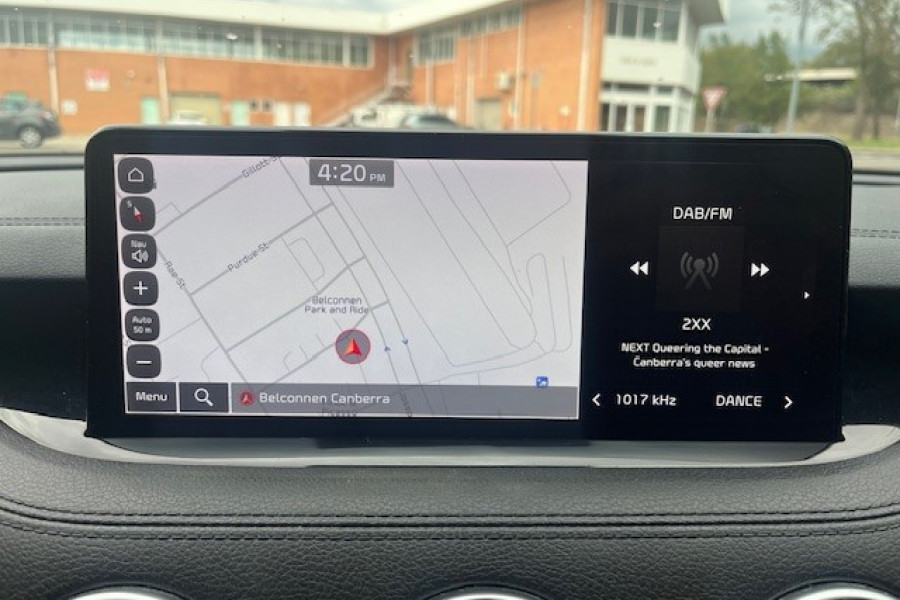 4:20 PM
Gillott S
S
Nav
Purdue St
Rae St
Belconnen
Park and Ride
Auto
50 m
Menu
Belconnen Canberra
DAB/FM
2XX
NEXT Queering the Capital -
Canberra's queer news
1017 kHz
DANCE